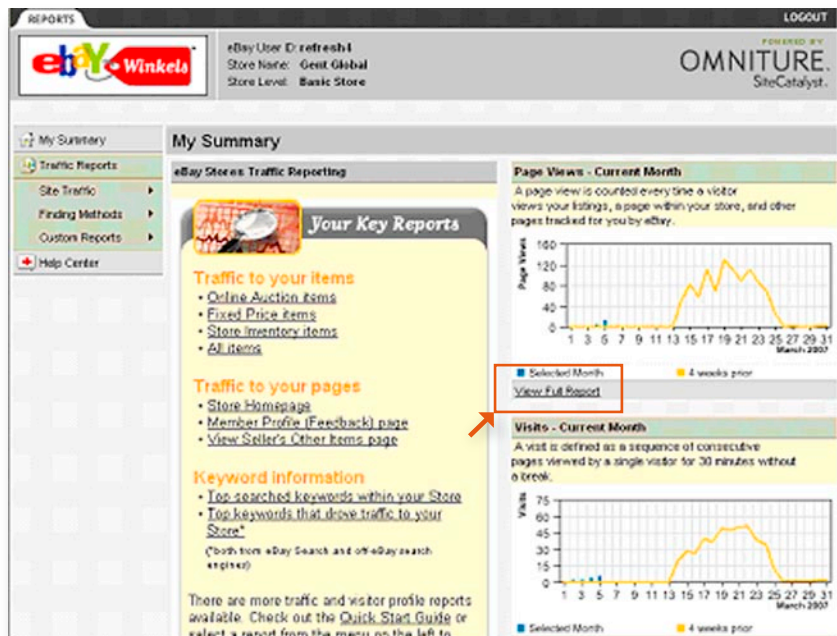 REPORTS
LOGOUT
ebay Winkels
eBay User ID: refresh4
Store Name: Gent Global
Store Level: Basic Store
POWERED BY
OMNITURE.
SiteCatalyst.
My Summary
Traffic Reports
Site Traffic
Finding Methods
Custom Reports
Help Center
My Summary
eBay Stores Traffic Reporting
Your Key Reports
Traffic to your items
• Online Auction items
• Fixed Price items
• Store Inventory items
• All items
Traffic to your pages
• Store Homepage
• Member Profile (Feedback) page
• View Seller's Other Items page
Keyword Information
• Top searched keywords within your Store
• Top keywords that drove traffic to your
Store*
(*both from eBay Search and off-eBay search
engines)
There are more traffic and visitor profile reports
available. Check out the Quick Start Guide or
select a report from the menu on the left to
Page Views - Current Month
A page view is counted every time a visitor
views your listings, a page within your store, and other
pages tracked for you by eBay.
Page Views
160
120
80
40
0
1 3 5 7 9 11 13 15 17 19 21 23 25 27 29 31
March 2007
Selected Month
4 weeks prior
View Full Report
Visits - Current Month
A visit is defined as a sequence of consecutive
pages viewed by a single visitor for 30 minutes without
a break.
Visits
75
60
45
30
15
0
1 3 5 7 9 11 13 15 17 19 21 23 25 27 29 31
March 2007
Selected Month
4 weeks prior